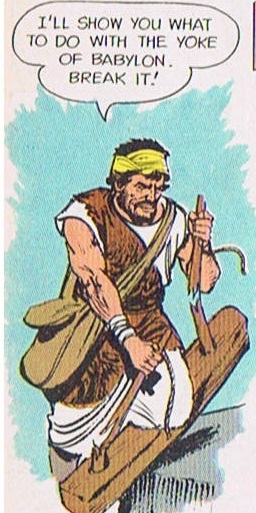 I'LL SHOW YOU WHAT
TO DO WITH THE YOKE
OF BABYLON.
BREAK IT!